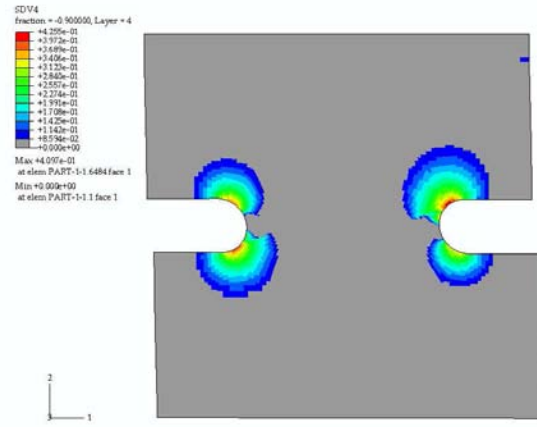 SDV4
fraction = -0.900000, Layer = 4
+4.255e-01
+3.972e-01
+3.689e-01
+3.406e-01
+3.123e-01
+2.840e-01
+2.557e-01
+2.274e-01
+1.991e-01
+1.708e-01
+1.425e-01
+1.142e-01
+8.594e-02
+0.000e+00
Max +4.097e-01
at elem PART-1-1.6484 face 1
Min +0.000e+00
at elem PART-1-1.1 face 1
2
3 1